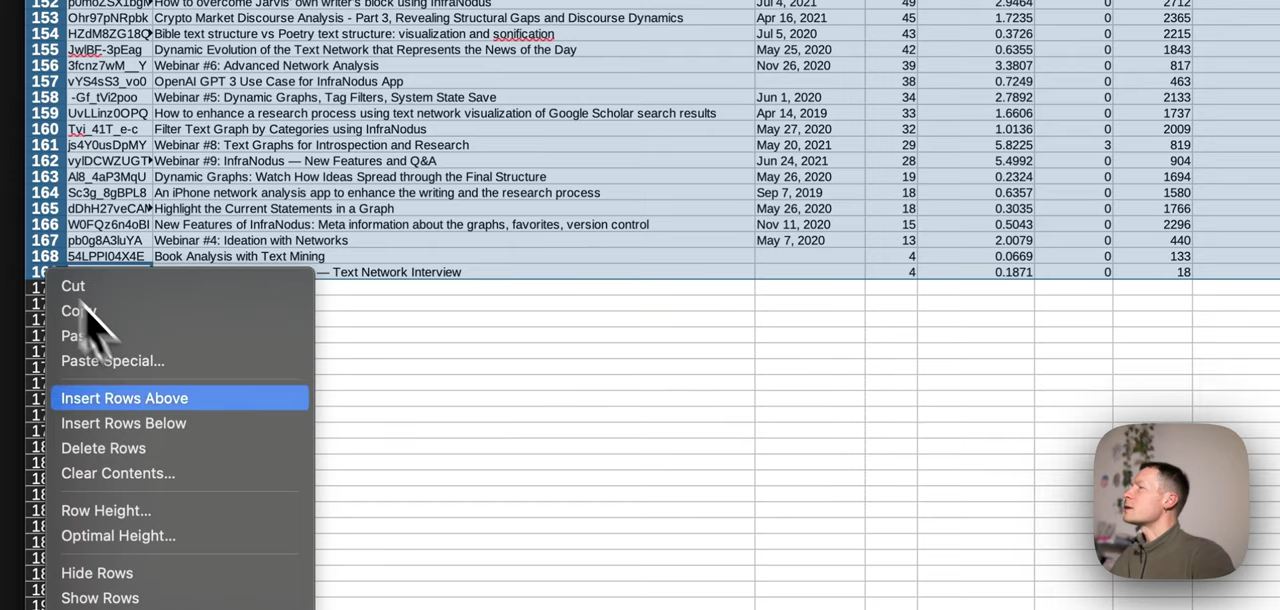 152 How to overcome Jarvis' own writer's block using InfraNodus Jul 4, 2021 49 2.9464 0 2712
153 Ohr97pNRpbk Crypto Market Discourse Analysis - Part 3, Revealing Structural Gaps and Discourse Dynamics Apr 16, 2021 45 1.7235 0 2365
154 HZdM8ZG18Q Bible text structure vs Poetry text structure: visualization and sonification Jul 5, 2020 43 0.3726 0 2215
155 JwlBF-3pEag Dynamic Evolution of the Text Network that Represents the News of the Day May 25, 2020 42 0.6355 0 1843
156 3fcnz7wM__Y Webinar #6: Advanced Network Analysis Nov 26, 2020 39 3.3807 0 817
157 vYS4sS3_vo0 OpenAI GPT 3 Use Case for InfraNodus App 38 0.7249 0 463
158 -Gf_tVi2poo Webinar #5: Dynamic Graphs, Tag Filters, System State Save Jun 1, 2020 34 2.7892 0 2133
159 UvLLinz0OPQ How to enhance a research process using text network visualization of Google Scholar search results Apr 14, 2019 33 1.6606 0 1737
160 Tvi_41T_e-c Filter Text Graph by Categories using InfraNodus May 27, 2020 32 1.0136 0 2009
161 js4Y0usDpMY Webinar #8: Text Graphs for Introspection and Research May 20, 2021 29 5.8225 3 819
162 vylDCWZUGT Webinar #9: InfraNodus — New Features and Q&A Jun 24, 2021 28 5.4992 0 904
163 Al8_4aP3MqU Dynamic Graphs: Watch How Ideas Spread through the Final Structure May 26, 2020 19 0.2324 0 1694
164 Sc3g_8gBPL8 An iPhone network analysis app to enhance the writing and the research process Sep 7, 2019 18 0.6357 0 1580
165 dDhH27veCAM Highlight the Current Statements in a Graph May 26, 2020 18 0.3035 0 1766
166 W0FQz6n4oBI New Features of InfraNodus: Meta information about the graphs, favorites, version control Nov 11, 2020 15 0.5043 0 2296
167 pb0g8A3luYA Webinar #4: Ideation with Networks May 7, 2020 13 2.0079 0 440
168 54LPPI04X4E Book Analysis with Text Mining 4 0.0669 0 133
— Text Network Interview 4 0.1871 0 18
Cut
Copy
Paste Special...
Insert Rows Above
Insert Rows Below
Delete Rows
Clear Contents...
Row Height...
Optimal Height...
Hide Rows
Show Rows